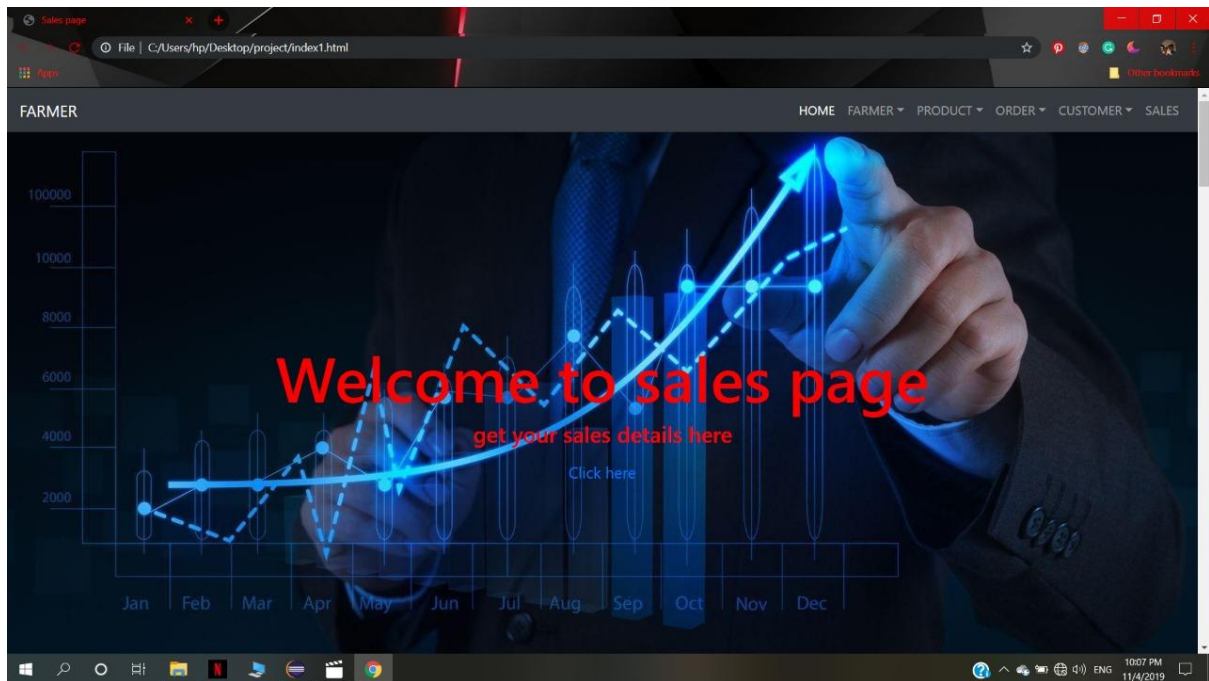 Sales page
File | C:/Users/hp/Desktop/project/index1.html
Apps
Other bookmarks
FARMER
HOME FARMER PRODUCT ORDER CUSTOMER SALES
100000
10000
8000
6000
4000
2000
Welcome to sales page
get your sales details here
Click here
Jan Feb Mar Apr May Jun Jul Aug Sep Oct Nov Dec
ENG
10:07 PM
11/4/2019